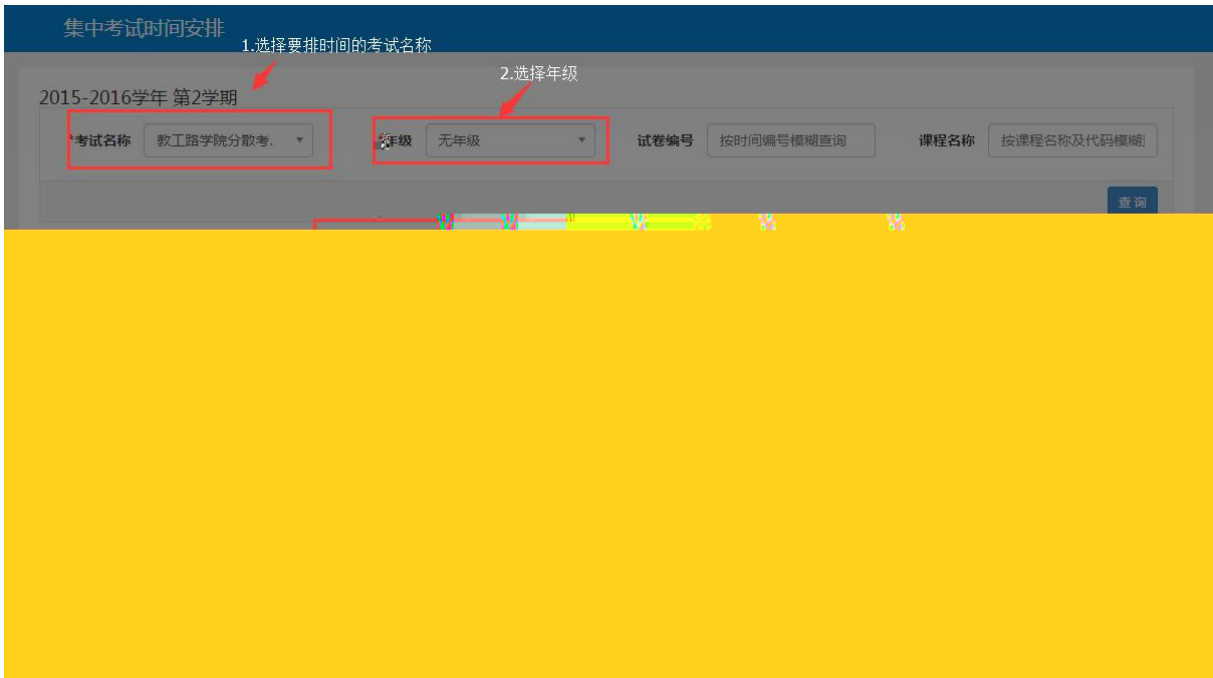 集中考试时间安排
1.选择要排时间的考试名称
2.选择年级
2015-2016学年 第2学期
*考试名称 教工路学院分散考. 年级 无年级 试卷编号 按时间编号模糊查询 课程名称 按课程名称及代码模糊
查询